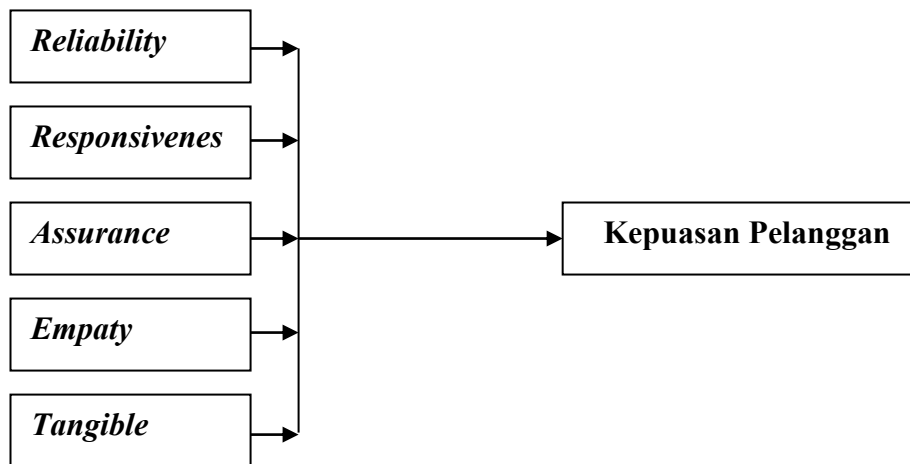 Reliability
Responsivenes
Assurance
Kepuasan Pelanggan
Empaty
Tangible